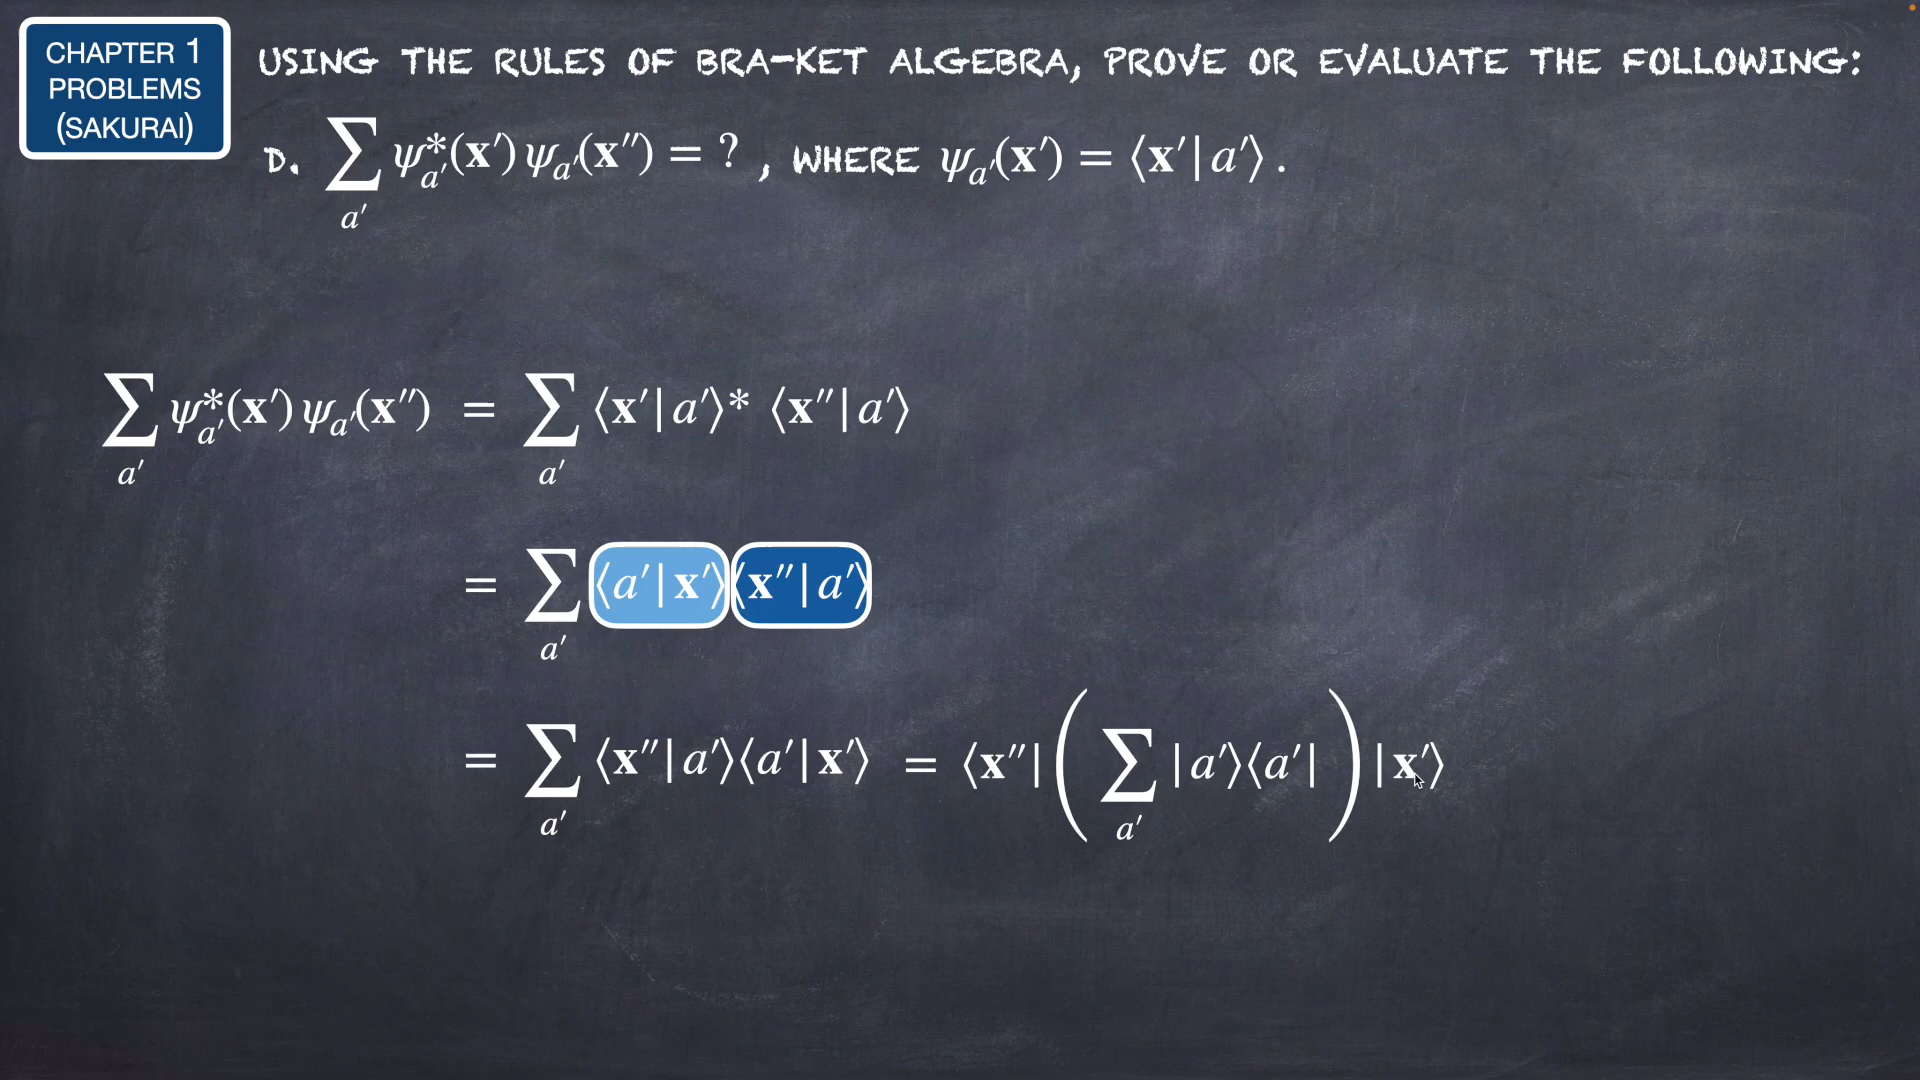 CHAPTER 1
PROBLEMS
(SAKURAI)
USING THE RULES OF BRA-KET ALGEBRA, PROVE OR EVALUATE THE FOLLOWING:
D. ∑_{a′} ψ*_{a′}(x′) ψ_{a′}(x″) = ? , WHERE ψ_{a′}(x′) = ⟨x′|a′⟩ .
∑_{a′} ψ*_{a′}(x′) ψ_{a′}(x″) = ∑_{a′} ⟨x′|a′⟩* ⟨x″|a′⟩
= ∑_{a′} ⟨a′|x′⟩⟨x″|a′⟩
= ∑_{a′} ⟨x″|a′⟩⟨a′|x′⟩ = ⟨x″| ( ∑_{a′} |a′⟩⟨a′| ) |x′⟩